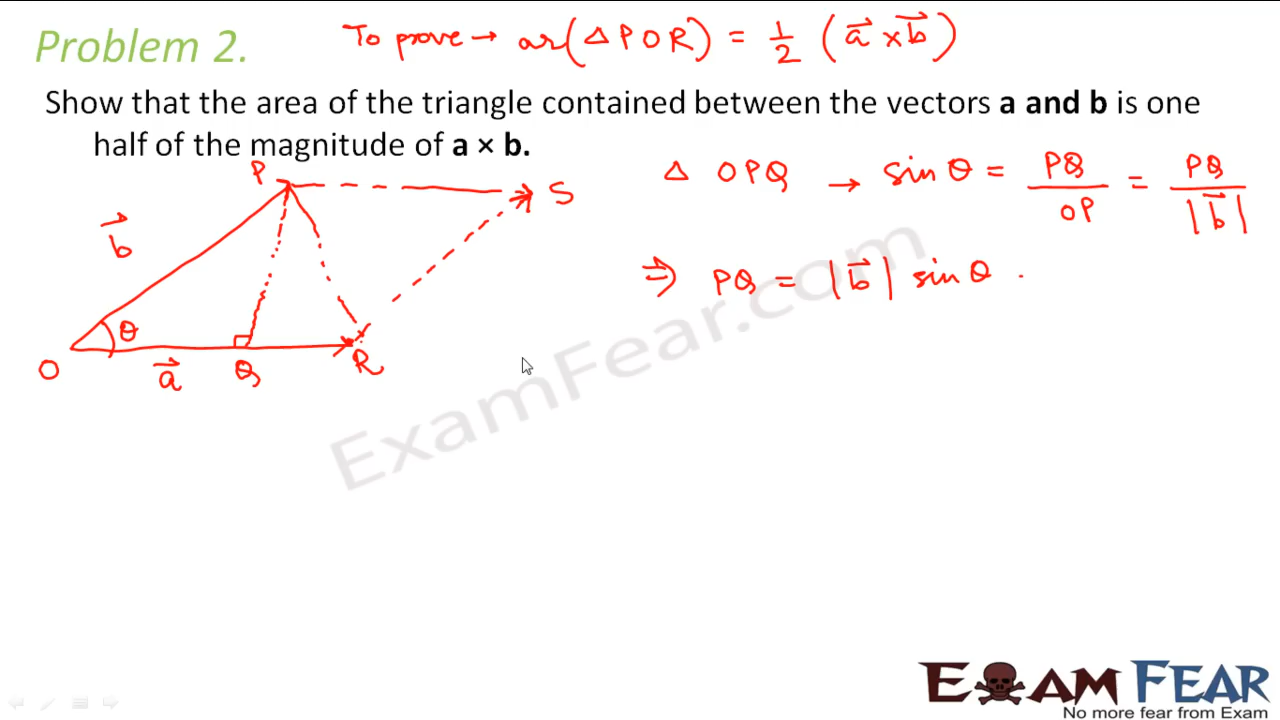 Problem 2.
To prove → ar(△POR) = 1/2 (a⃗ × b⃗)
Show that the area of the triangle contained between the vectors a and b is one
half of the magnitude of a × b.
△ OPQ → sin θ = PQ/OP = PQ/|b⃗|
⇒ PQ = |b⃗| sin θ .
P
S
b⃗
θ
O
a⃗
Q
R
ExamFear.com
EXAM FEAR
No more fear from Exam